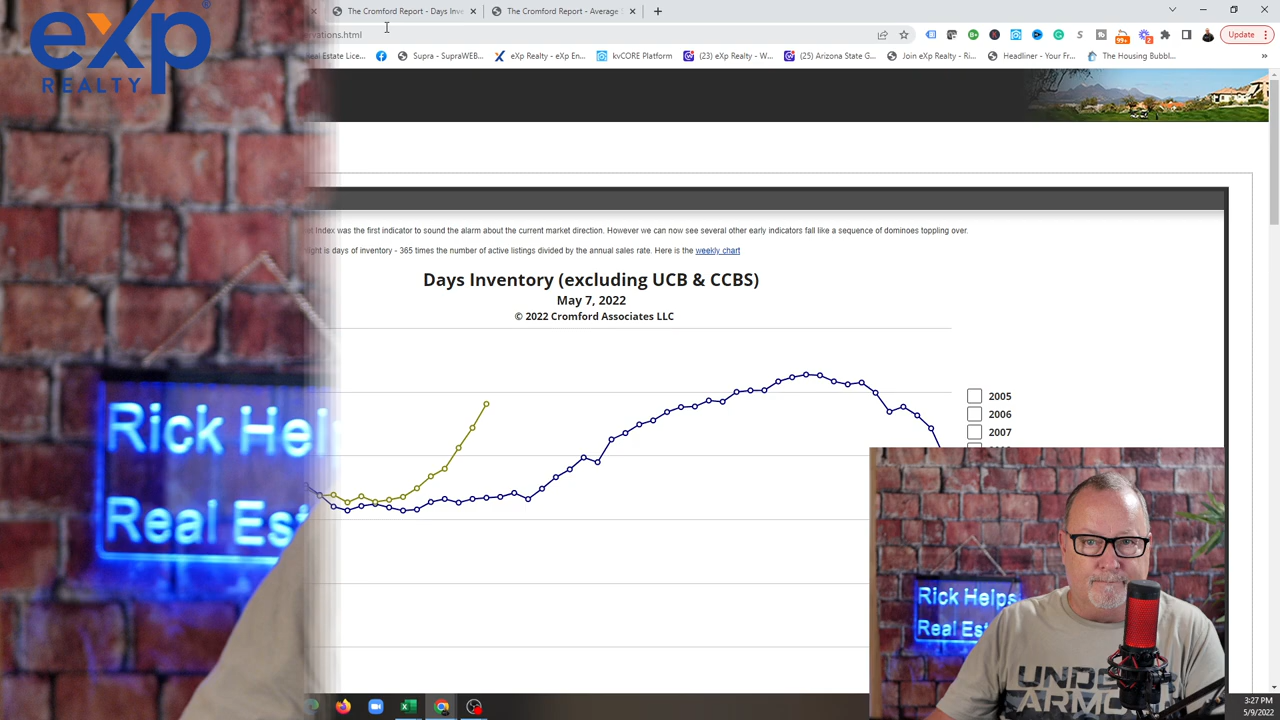 eXp®
REALTY
The Cromford Report - Days Inve
The Cromford Report - Average
vations.html
Update
eal Estate Lice...
Supra - SupraWEB...
eXp Realty - eXp En...
kvCORE Platform
(23) eXp Realty - W...
(25) Arizona State G...
Join eXp Realty - Ri...
Headliner - Your Fr...
The Housing Bubbl...
99+
2
Index was the first indicator to sound the alarm about the current market direction. However we can now see several other early indicators fall like a sequence of dominoes toppling over.
ight is days of inventory - 365 times the number of active listings divided by the annual sales rate. Here is the weekly chart
Days Inventory (excluding UCB & CCBS)
May 7, 2022
© 2022 Cromford Associates LLC
2005
2006
2007
Rick He
Real Est
Rick Helps
Real Es
UNDE
ARMO
3:27 PM
5/9/2022